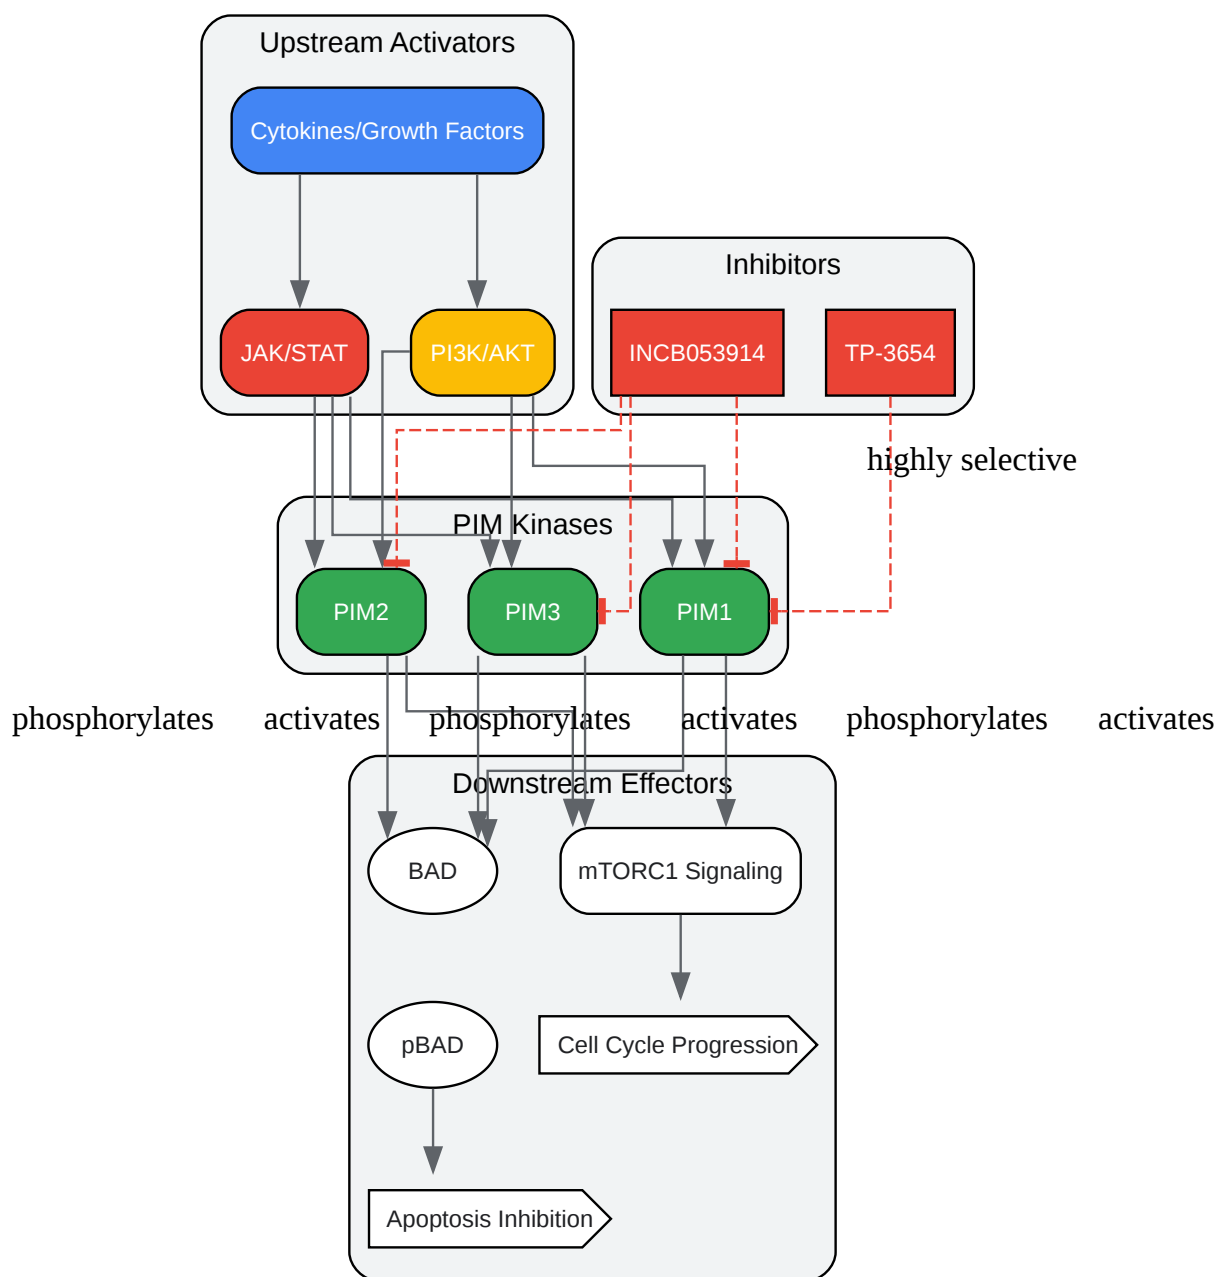 Upstream Activators
Cytokines/Growth Factors
Inhibitors
JAK/STAT
PI3K/AKT
INCB053914
TP-3654
highly selective
PIM Kinases
PIM2
PIM3
PIM1
phosphorylates
activates
phosphorylates
activates
phosphorylates
activates
Downstream Effectors
BAD
mTORC1 Signaling
pBAD
Cell Cycle Progression
Apoptosis Inhibition